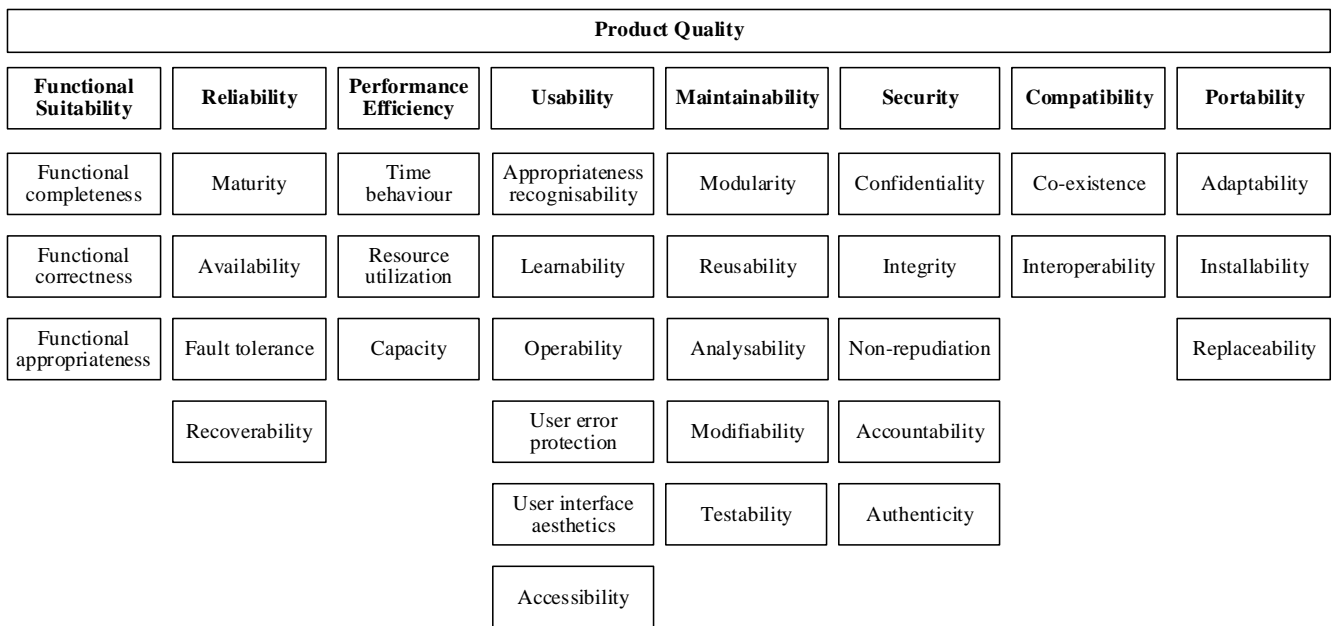 Product Quality
Functional
Suitability
Reliability
Performance
Efficiency
Usability
Maintainability
Security
Compatibility
Portability
Functional
completeness
Maturity
Time
behaviour
Appropriateness
recognisability
Modularity
Confidentiality
Co-existence
Adaptability
Functional
correctness
Availability
Resource
utilization
Learnability
Reusability
Integrity
Interoperability
Installability
Functional
appropriateness
Fault tolerance
Capacity
Operability
Analysability
Non-repudiation
Replaceability
Recoverability
User error
protection
Modifiability
Accountability
User interface
aesthetics
Testability
Authenticity
Accessibility